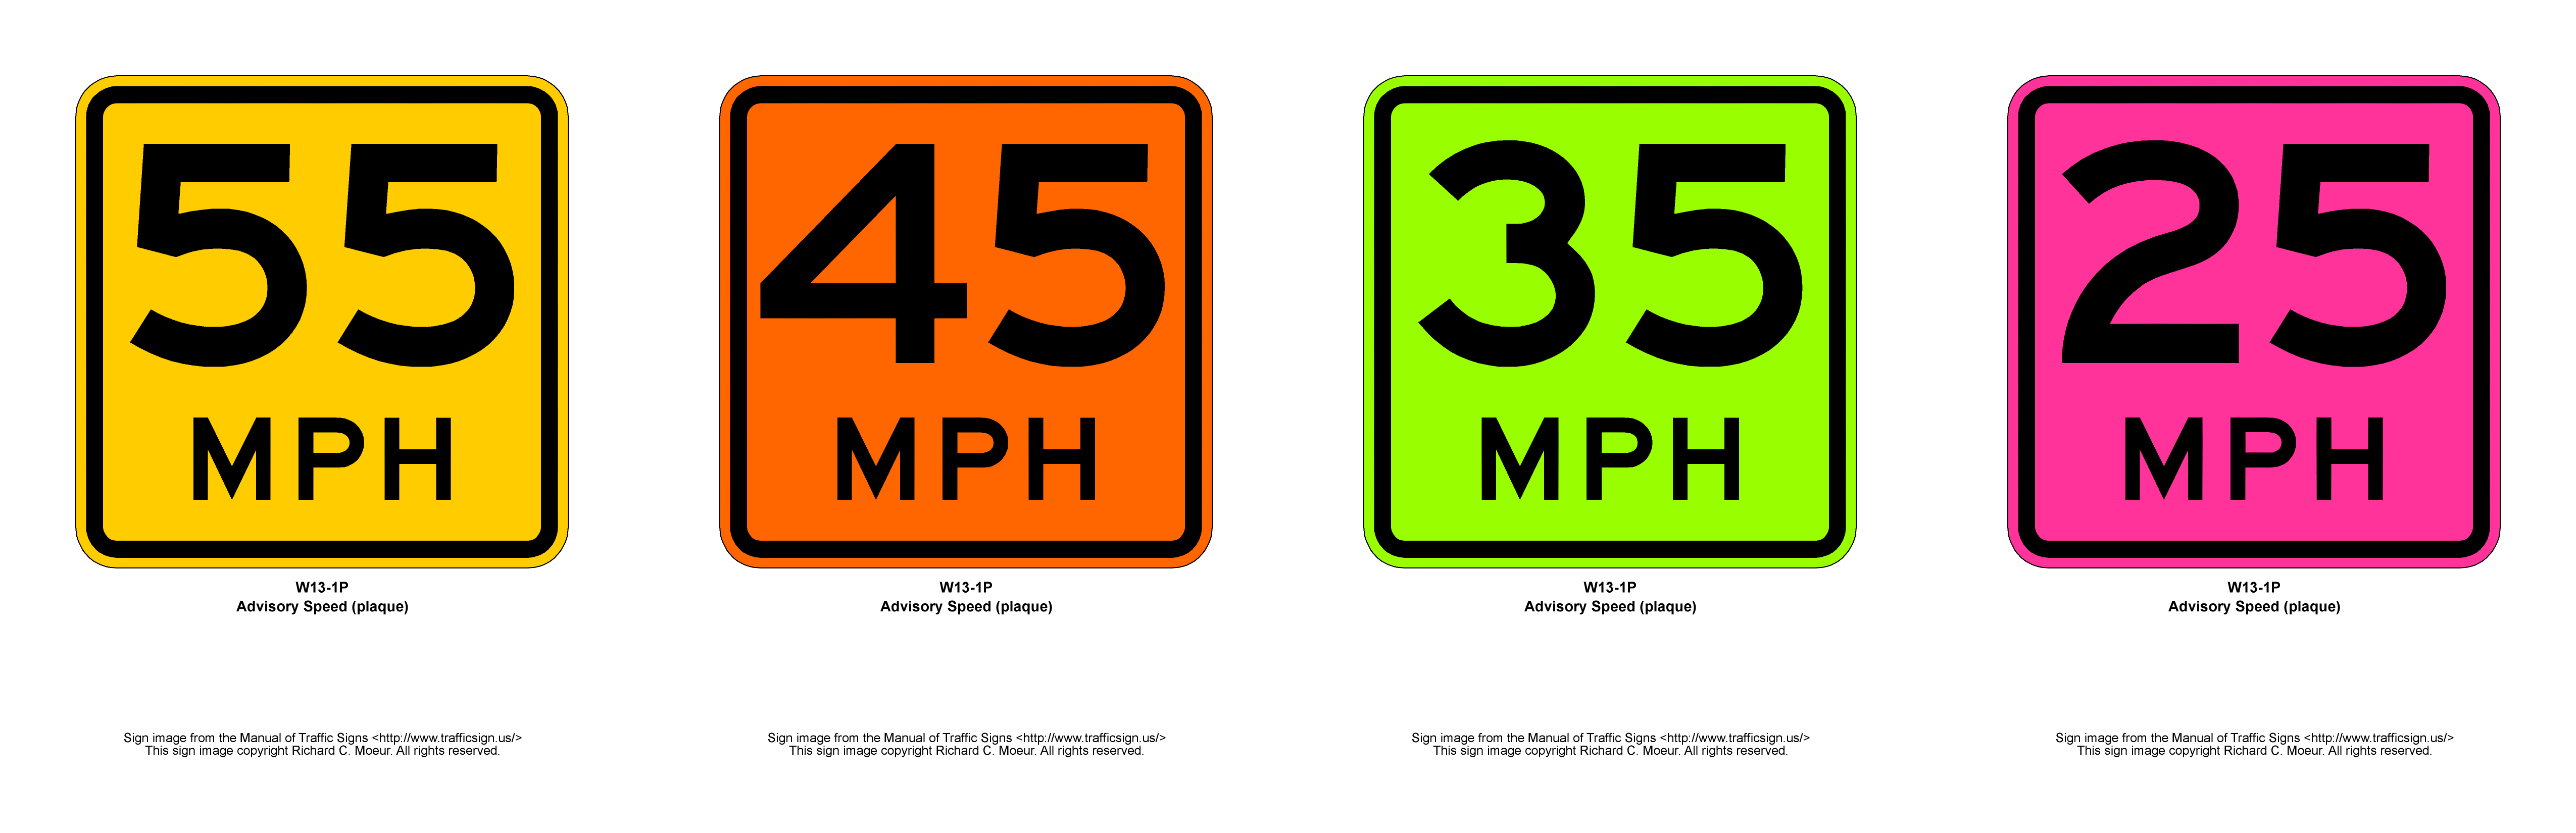 55
MPH
W13-1P
Advisory Speed (plaque)
Sign image from the Manual of Traffic Signs <http://www.trafficsign.us/>
This sign image copyright Richard C. Moeur. All rights reserved.
45
MPH
W13-1P
Advisory Speed (plaque)
Sign image from the Manual of Traffic Signs <http://www.trafficsign.us/>
This sign image copyright Richard C. Moeur. All rights reserved.
35
MPH
W13-1P
Advisory Speed (plaque)
Sign image from the Manual of Traffic Signs <http://www.trafficsign.us/>
This sign image copyright Richard C. Moeur. All rights reserved.
25
MPH
W13-1P
Advisory Speed (plaque)
Sign image from the Manual of Traffic Signs <http://www.trafficsign.us/>
This sign image copyright Richard C. Moeur. All rights reserved.